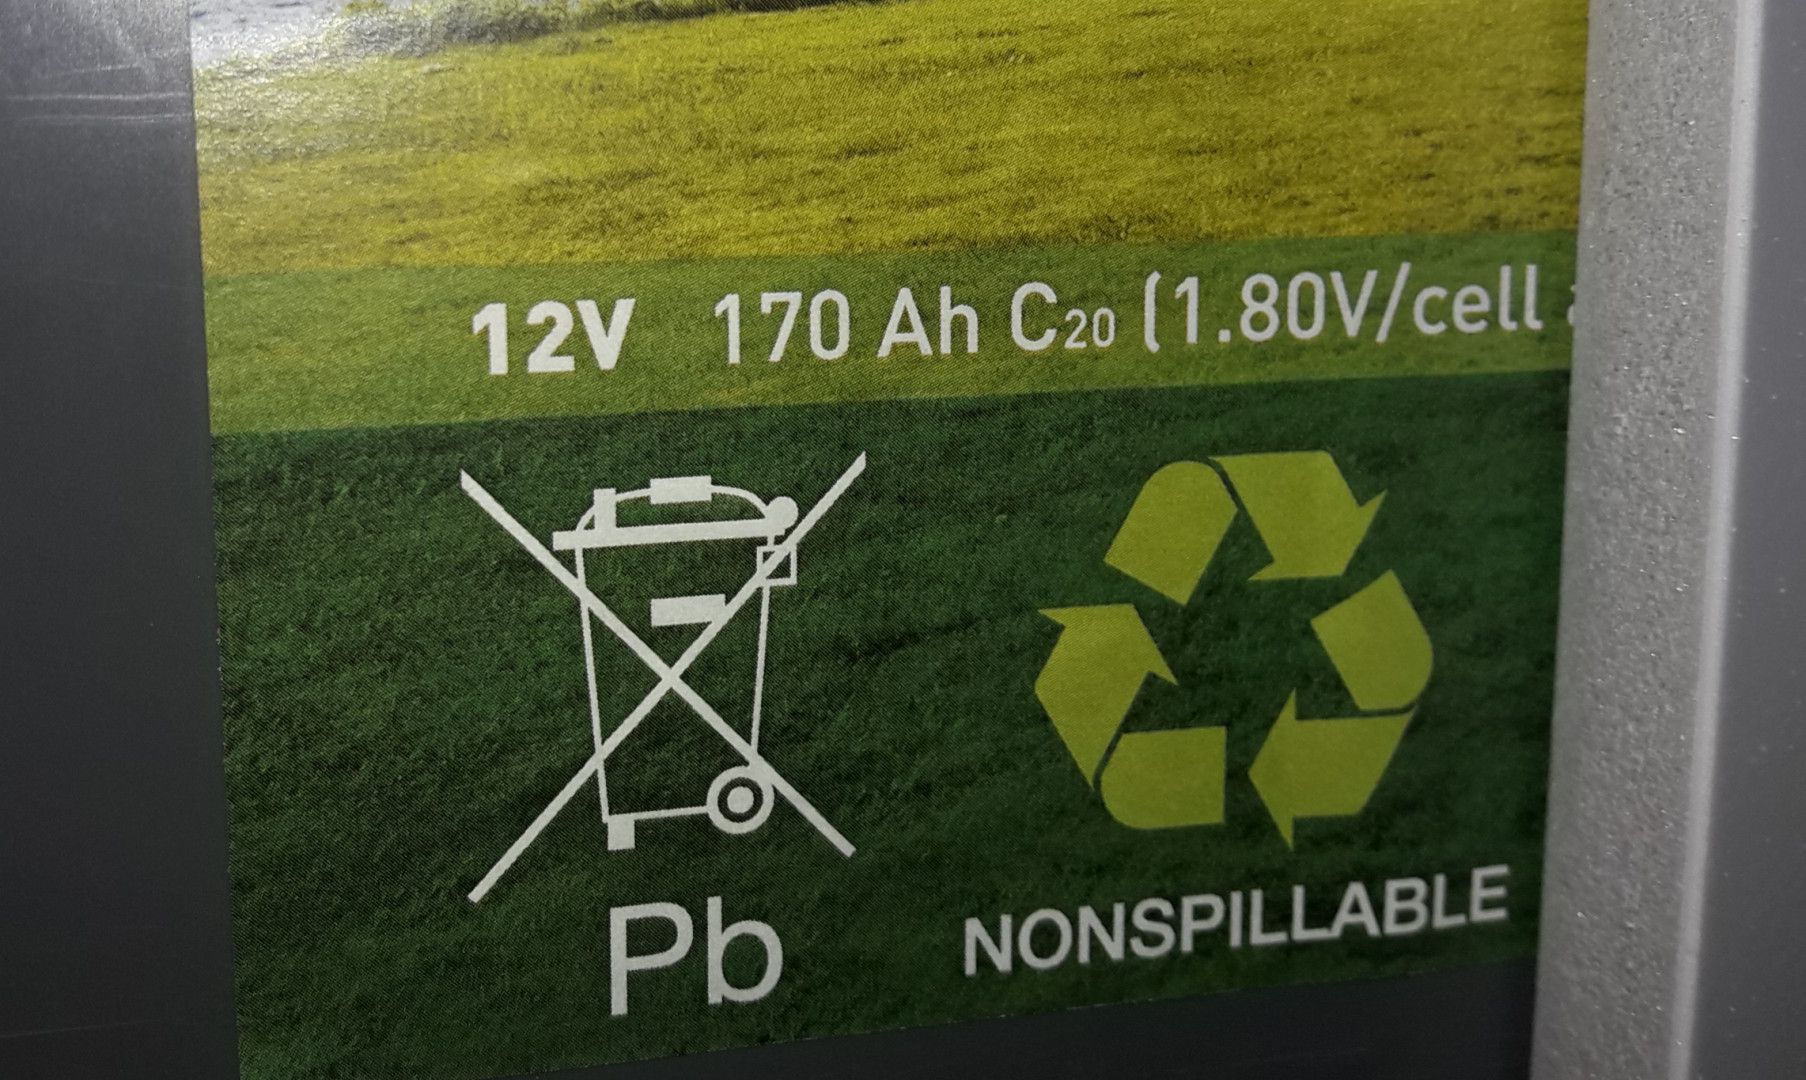 12V 170 Ah C₂₀ (1.80V/cell
Pb
NONSPILLABLE